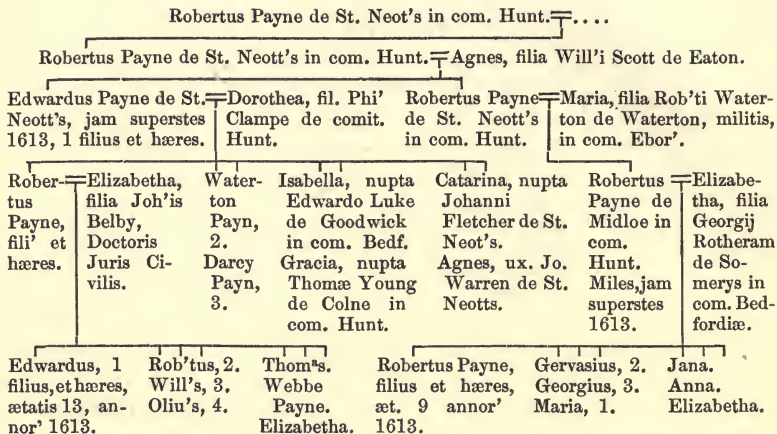 Robertus Payne de St. Neot's in com. Hunt.=....
Robertus Payne de St. Neott's in com. Hunt.=Agnes, filia Will'i Scott de Eaton.
Edwardus Payne de St.
Neott's, jam superstes
1613, 1 filius et hæres.
=Dorothea, fil. Phi'
Clampe de comit.
Hunt.
Robertus Payne
de St. Neott's
in com. Hunt.
=Maria, filia Rob'ti Water-
ton de Waterton, militis,
in com. Ebor'.
Rober-
tus
Payne,
fili' et
hæres.
=Elizabetha,
filia Joh'is
Belby,
Doctoris
Juris Ci-
vilis.
Water-
ton
Payn,
2.
Darcy
Payn,
3.
Isabella, nupta
Edwardo Luke
de Goodwick
in com. Bedf.
Gracia, nupta
Thomæ Young
de Colne in
com. Hunt.
Catarina, nupta
Johanni
Fletcher de St.
Neot's.
Agnes, ux. Jo.
Warren de St.
Neotts.
Robertus
Payne de
Midloe in
com.
Hunt.
Miles, jam
superstes
1613.
=Elizabe-
tha, filia
Georgij
Rotheram
de So-
merys in
com. Bed-
fordiæ.
Edwardus, 1
filius, et hæres,
ætatis 13, an-
nor' 1613.
Rob'tus, 2.
Will's, 3.
Oliu's, 4.
Thomᵃs.
Webbe
Payne.
Elizabetha.
Robertus Payne,
filius et hæres,
æt. 9 annor'
1613.
Gervasius, 2.
Georgius, 3.
Maria, 1.
Jana.
Anna.
Elizabetha.